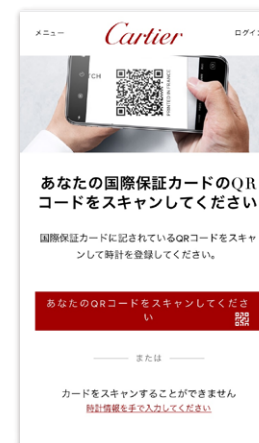 メニュー Cartier ログイン
TCH
PRINTED IN FRANCE
あなたの国際保証カードのQR
コードをスキャンしてください
国際保証カードに記されているQRコードをスキャ
ンして時計を登録してください。
あなたのQRコードをスキャンしてくださ
い
または
カードをスキャンすることができません
時計情報を手で入力してください